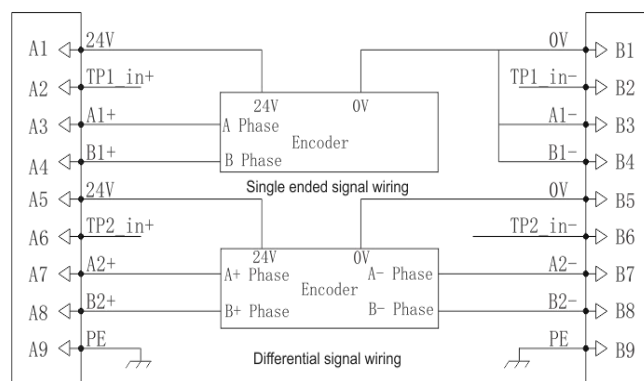 A1 24V 0V B1
A2 TP1_in+ TP1_in- B2
24V 0V
A3 A1+ A Phase A1- B3
Encoder
A4 B1+ B Phase B1- B4
Single ended signal wiring
A5 24V 0V B5
A6 TP2_in+ TP2_in- B6
24V 0V
A7 A2+ A+ Phase A- Phase A2- B7
Encoder
A8 B2+ B+ Phase B- Phase B2- B8
A9 PE PE B9
Differential signal wiring